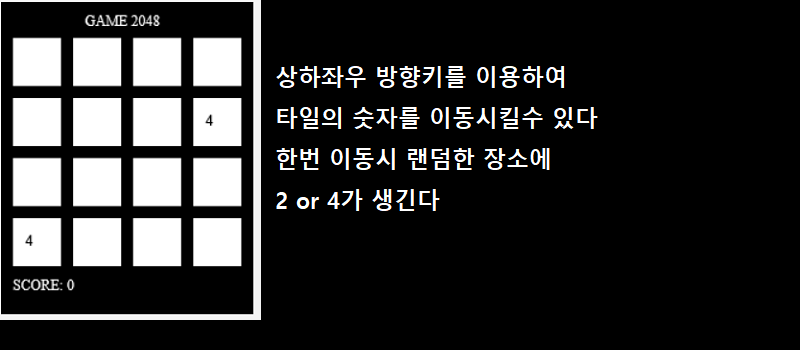 GAME 2048
4
4
SCORE: 0
상하좌우 방향키를 이용하여
타일의 숫자를 이동시킬수 있다
한번 이동시 랜덤한 장소에
2 or 4가 생긴다